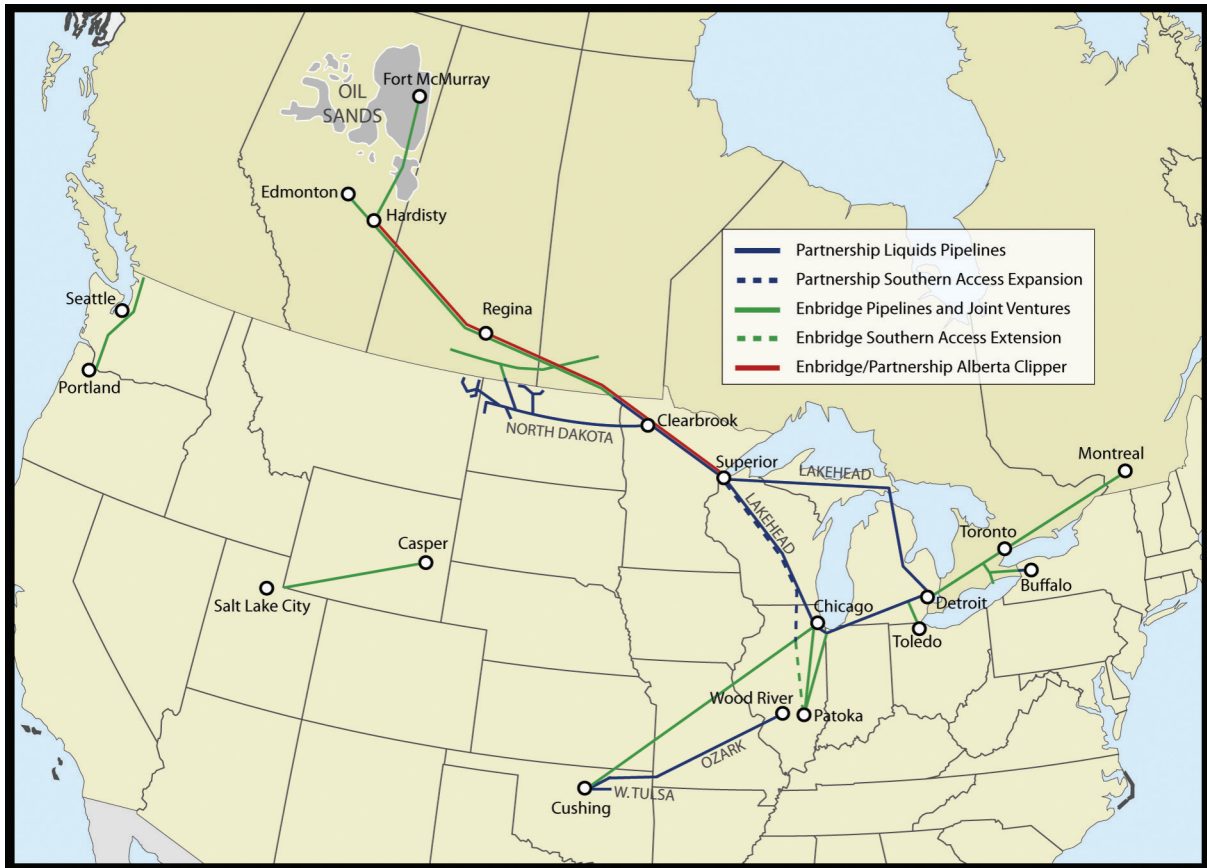 Fort McMurray
OIL
SANDS
Edmonton
Hardisty
Partnership Liquids Pipelines
Partnership Southern Access Expansion
Enbridge Pipelines and Joint Ventures
Enbridge Southern Access Extension
Enbridge/Partnership Alberta Clipper
Seattle
Regina
Portland
Clearbrook
NORTH DAKOTA
Superior
LAKEHEAD
Montreal
LAKEHEAD
Toronto
Casper
Buffalo
Salt Lake City
Chicago
Detroit
Toledo
Wood River
Patoka
OZARK
W. TULSA
Cushing